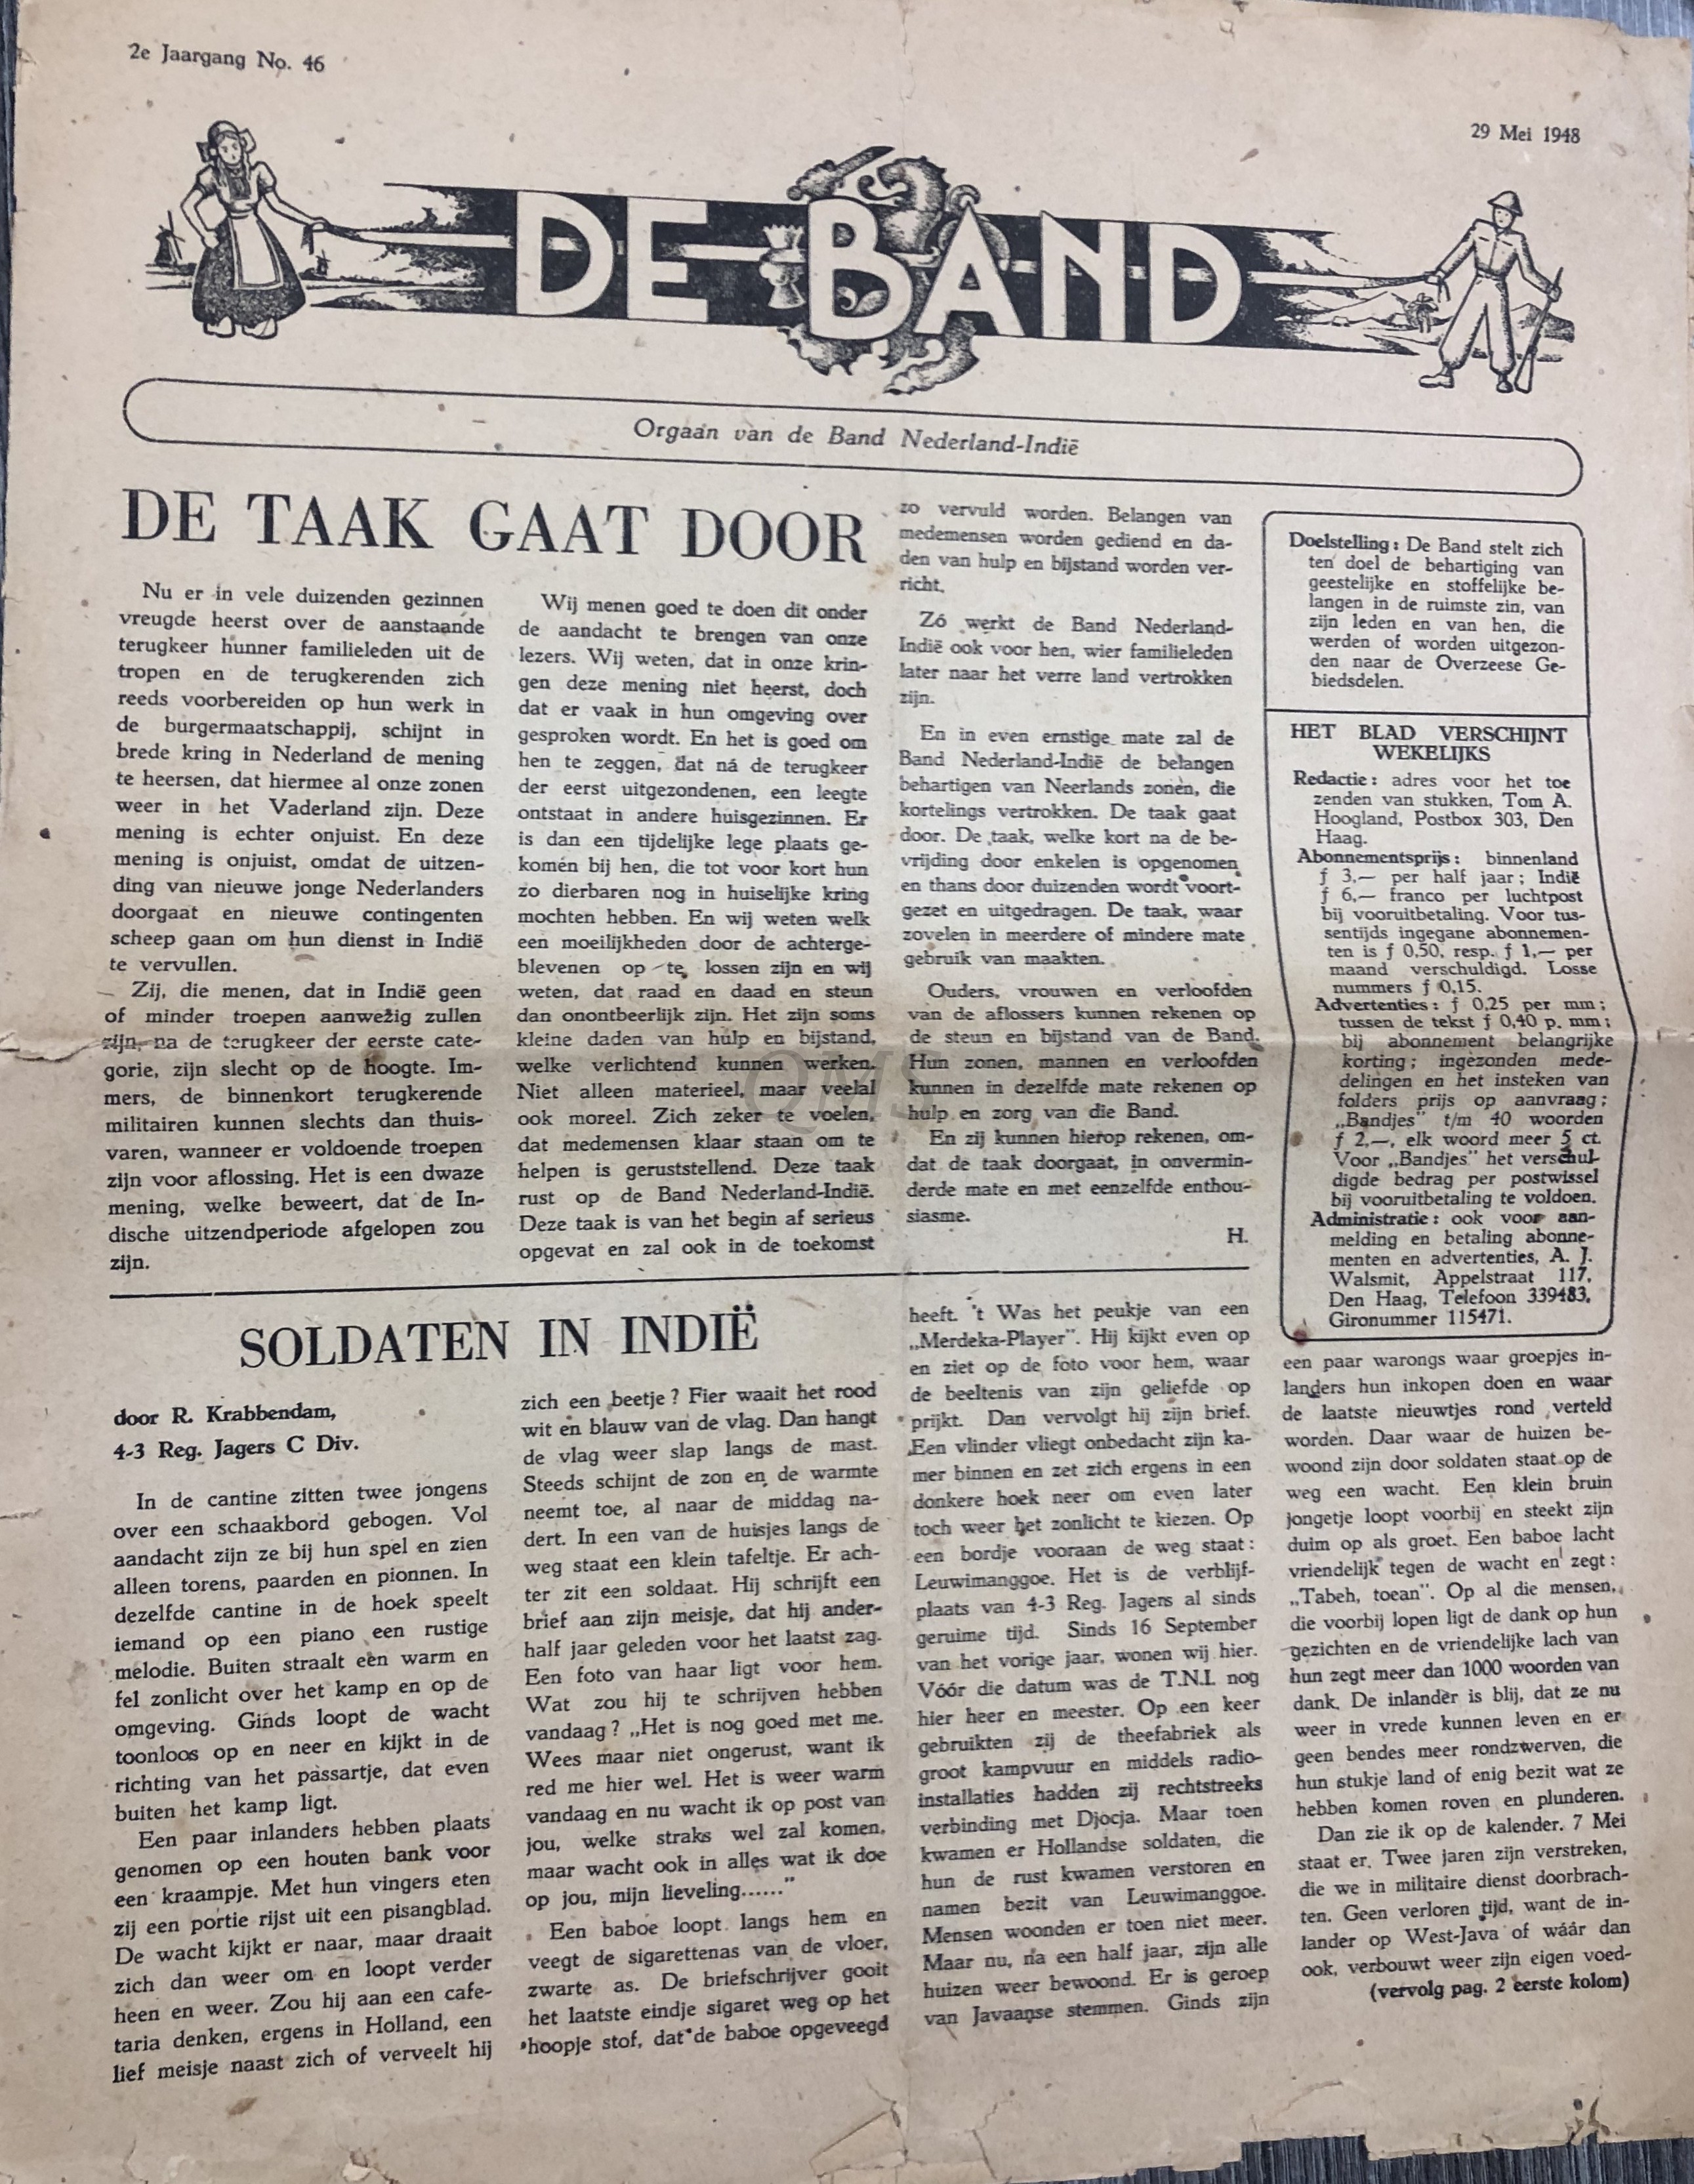 2e Jaargang No. 46
29 Mei 1948
DE BAND
Orgaan van de Band Nederland-Indië
DE TAAK GAAT DOOR
Nu er in vele duizenden gezinnen
vreugde heerst over de aanstaande
terugkeer hunner familieleden uit de
tropen en de terugkerenden zich
reeds voorbereiden op hun werk in
de burgermaatschappij, schijnt in
brede kring in Nederland de mening
te heersen, dat hiermee al onze zonen
weer in het Vaderland zijn. Deze
mening is echter onjuist. En deze
mening is onjuist, omdat de uitzen-
ding van nieuwe jonge Nederlanders
doorgaat en nieuwe contingenten
scheep gaan om hun dienst in Indië
te vervullen.
Zij, die menen, dat in Indië geen
of minder troepen aanwezig zullen
zijn, na de terugkeer der eerste cate-
gorie, zijn slecht op de hoogte. Im-
mers, de binnenkort terugkerende
militairen kunnen slechts dan thuis-
varen, wanneer er voldoende troepen
zijn voor aflossing. Het is een dwaze
mening, welke beweert, dat de In-
dische uitzendperiode afgelopen zou
zijn.
Wij menen goed te doen dit onder
de aandacht te brengen van onze
lezers. Wij weten, dat in onze krin-
gen deze mening niet heerst, doch
dat er vaak in hun omgeving over
gesproken wordt. En het is goed om
hen te zeggen, dat ná de terugkeer
der eerst uitgezondenen, een leegte
ontstaat in andere huisgezinnen. Er
is dan een tijdelijke lege plaats ge-
komen bij hen, die tot voor kort hun
zo dierbaren nog in huiselijke kring
mochten hebben. En wij weten welk
een moeilijkheden door de achterge-
blevenen op te lossen zijn en wij
weten, dat raad en daad en steun
dan onontbeerlijk zijn. Het zijn soms
kleine daden van hulp en bijstand,
welke verlichtend kunnen werken.
Niet alleen materieel, maar veelal
ook moreel. Zich zeker te voelen,
dat medemensen klaar staan om te
helpen is geruststellend. Deze taak
rust op de Band Nederland-Indië.
Deze taak is van het begin af serieus
opgevat en zal ook in de toekomst
zo vervuld worden. Belangen van
medemensen worden gediend en da-
den van hulp en bijstand worden ver-
richt.
Zó werkt de Band Nederland-
Indië ook voor hen, wier familieleden
later naar het verre land vertrokken
zijn.
En in even ernstige mate zal de
Band Nederland-Indië de belangen
behartigen van Neerlands zonen, die
kortelings vertrokken. De taak gaat
door. De taak, welke kort na de be-
vrijding door enkelen is opgenomen
en thans door duizenden wordt voort-
gezet en uitgedragen. De taak, waar
zovelen in meerdere of mindere mate
gebruik van maakten.
Ouders, vrouwen en verloofden
van de aflossers kunnen rekenen op
de steun en bijstand van de Band.
Hun zonen, mannen en verloofden
kunnen in dezelfde mate rekenen op
hulp en zorg van die Band.
En zij kunnen hierop rekenen, om-
dat de taak doorgaat, in onvermin-
derde mate en met eenzelfde enthou-
siasme.
H.
Doelstelling: De Band stelt zich
ten doel de behartiging van
geestelijke en stoffelijke be-
langen in de ruimste zin, van
zijn leden en van hen, die
werden of worden uitgezon-
den naar de Overzeese Ge-
biedsdelen.
HET BLAD VERSCHIJNT
WEKELIJKS
Redactie: adres voor het toe
zenden van stukken, Tom A.
Hoogland, Postbox 303, Den
Haag.
Abonnementsprijs: binnenland
ƒ 3,— per half jaar; Indië
ƒ 6,— franco per luchtpost
bij vooruitbetaling. Voor tus-
sentijds ingegane abonnemen-
ten is ƒ 0,50, resp. ƒ 1,— per
maand verschuldigd. Losse
nummers ƒ 0,15.
Advertenties: ƒ 0,25 per mm;
tussen de tekst ƒ 0,40 p. mm;
bij abonnement belangrijke
korting; ingezonden mede-
delingen en het insteken van
folders prijs op aanvraag;
„Bandjes" t/m 40 woorden
ƒ 2,—, elk woord meer 5 ct.
Voor „Bandjes" het verschul-
digde bedrag per postwissel
bij vooruitbetaling te voldoen.
Administratie: ook voor aan-
melding en betaling abonne-
menten en advertenties, A. J.
Walsmit, Appelstraat 117,
Den Haag, Telefoon 339483,
Gironummer 115471.
SOLDATEN IN INDIË
door R. Krabbendam,
4-3 Reg. Jagers C Div.
In de cantine zitten twee jongens
over een schaakbord gebogen. Vol
aandacht zijn ze bij hun spel en zien
alleen torens, paarden en pionnen. In
dezelfde cantine in de hoek speelt
iemand op een piano een rustige
melodie. Buiten straalt een warm en
fel zonlicht over het kamp en op de
omgeving. Ginds loopt de wacht
toonloos op en neer en kijkt in de
richting van het passartje, dat even
buiten het kamp ligt.
Een paar inlanders hebben plaats
genomen op een houten bank voor
een kraampje. Met hun vingers eten
zij een portie rijst uit een pisangblad.
De wacht kijkt er naar, maar draait
zich dan weer om en loopt verder
heen en weer. Zou hij aan een cafe-
taria denken, ergens in Holland, een
lief meisje naast zich of verveelt hij
zich een beetje? Fier waait het rood
wit en blauw van de vlag. Dan hangt
de vlag weer slap langs de mast.
Steeds schijnt de zon en de warmte
neemt toe, al naar de middag na-
dert. In een van de huisjes langs de
weg staat een klein tafeltje. Er ach-
ter zit een soldaat. Hij schrijft een
brief aan zijn meisje, dat hij ander-
half jaar geleden voor het laatst zag.
Een foto van haar ligt voor hem.
Wat zou hij te schrijven hebben
vandaag? „Het is nog goed met me.
Wees maar niet ongerust, want ik
red me hier wel. Het is weer warm
vandaag en nu wacht ik op post van
jou, welke straks wel zal komen,
maar wacht ook in alles wat ik doe
op jou, mijn lieveling......"
Een baboe loopt langs hem en
veegt de sigarettenas van de vloer,
zwarte as. De briefschrijver gooit
het laatste eindje sigaret weg op het
hoopje stof, dat de baboe opgeveegd
heeft. 't Was het peukje van een
„Merdeka-Player". Hij kijkt even op
en ziet op de foto voor hem, waar
de beeltenis van zijn geliefde op
prijkt. Dan vervolgt hij zijn brief.
Een vlinder vliegt onbedacht zijn ka-
mer binnen en zet zich ergens in een
donkere hoek neer om even later
toch weer het zonlicht te kiezen. Op
een bordje vooraan de weg staat:
Leuwimanggoe. Het is de verblijf-
plaats van 4-3 Reg. Jagers al sinds
geruime tijd. Sinds 16 September
van het vorige jaar, wonen wij hier.
Vóór die datum was de T.N.I. nog
hier heer en meester. Op een keer
gebruikten zij de theefabriek als
groot kampvuur en middels radio-
installaties hadden zij rechtstreeks
verbinding met Djocja. Maar toen
kwamen er Hollandse soldaten, die
hun de rust kwamen verstoren en
namen bezit van Leuwimanggoe.
Mensen woonden er toen niet meer.
Maar nu, na een half jaar, zijn alle
huizen weer bewoond. Er is geroep
van Javaanse stemmen. Ginds zijn
een paar warongs waar groepjes in-
landers hun inkopen doen en waar
de laatste nieuwtjes rond verteld
worden. Daar waar de huizen be-
woond zijn door soldaten staat op de
weg een wacht. Een klein bruin
jongetje loopt voorbij en steekt zijn
duim op als groet. Een baboe lacht
vriendelijk tegen de wacht en zegt:
„Tabeh, toean". Op al die mensen,
die voorbij lopen ligt de dank op hun
gezichten en de vriendelijke lach van
hun zegt meer dan 1000 woorden van
dank. De inlander is blij, dat ze nu
weer in vrede kunnen leven en er
geen bendes meer rondzwerven, die
hun stukje land of enig bezit wat ze
hebben komen roven en plunderen.
Dan zie ik op de kalender. 7 Mei
staat er. Twee jaren zijn verstreken,
die we in militaire dienst doorbrach-
ten. Geen verloren tijd, want de in-
lander op West-Java of wáár dan
ook, verbouwt weer zijn eigen voed-
(vervolg pag. 2 eerste kolom)